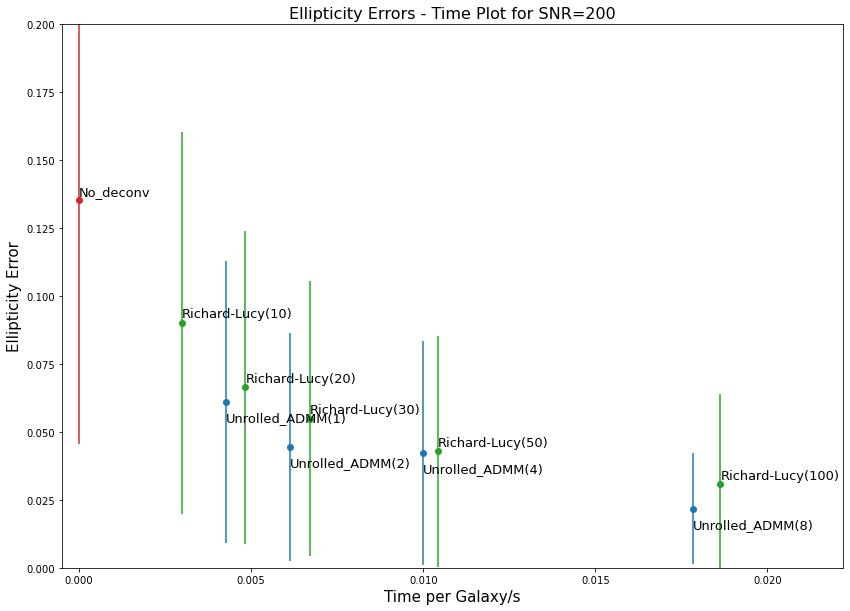 Ellipticity Errors - Time Plot for SNR=200
0.200
0.175
0.150
0.125
0.100
0.075
0.050
0.025
0.000
Ellipticity Error
No_deconv
Richard-Lucy(10)
Richard-Lucy(20)
Richard-Lucy(30)
Unrolled_ADMM(1)
Richard-Lucy(50)
Unrolled_ADMM(2)
Unrolled_ADMM(4)
Richard-Lucy(100)
Unrolled_ADMM(8)
0.000
0.005
0.010
0.015
0.020
Time per Galaxy/s